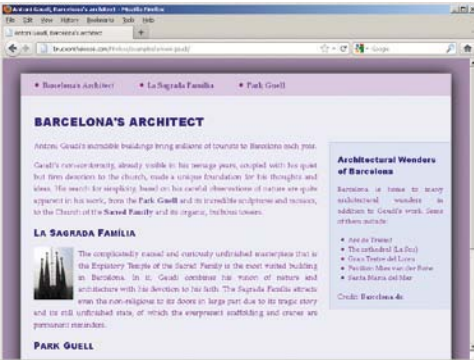 Antoni Gaudí, Barcelona's architect - Mozilla Firefox
File Edit View History Bookmarks Tools Help
Antoni Gaudí, Barcelona's architect
Google
Barcelona's Architect
La Sagrada Família
Park Guell
BARCELONA'S ARCHITECT
Antoni Gaudí's incredible buildings bring millions of tourists to Barcelona each year.
Gaudí's non-conformity, already visible in his teenage years, coupled with his quiet
but firm devotion to the church, made a unique foundation for his thoughts and
ideas. His search for simplicity, based on his careful observations of nature are quite
apparent in his work, from the Park Guell and its incredible sculptures and mosaics,
to the Church of the Sacred Family and its organic, bulbous towers.
LA SAGRADA FAMÍLIA
The complicatedly named and curiously unfinished masterpiece that is
the Expiatory Temple of the Sacred Family is the most visited building
in Barcelona. In it, Gaudí combines his vision of nature and
architecture with his devotion to his faith. The Sagrada Família attracts
even the non-religious to its doors in large part due to its tragic story
and its still unfinished state, of which the everpresent scaffolding and cranes are
permanent reminders.
PARK GUELL
Architectural Wonders
of Barcelona
Barcelona is home to many
architectural wonders in
addition to Gaudí's work. Some
of them include:
Arc de Triomf
The cathedral (La Seu)
Gran Teatre del Liceu
Pavilion Mies van der Rohe
Santa Maria del Mar
Credit: Barcelona.de